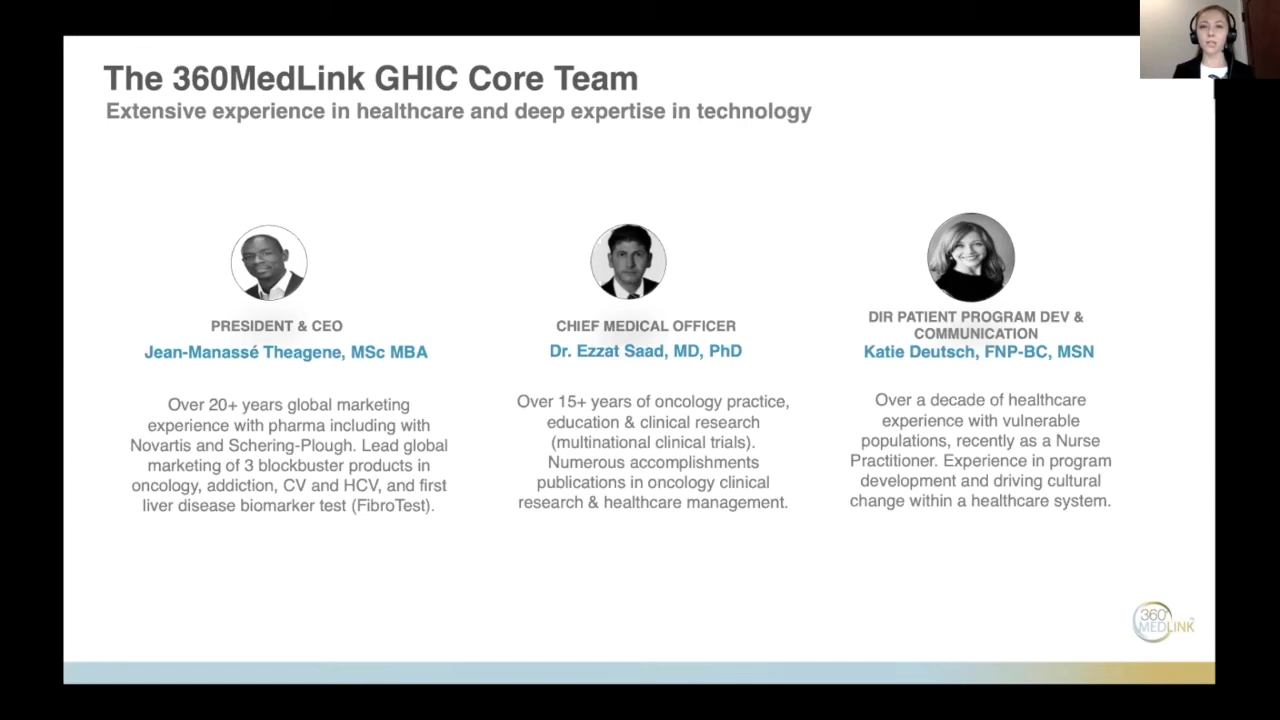 The 360MedLink GHIC Core Team
Extensive experience in healthcare and deep expertise in technology
PRESIDENT & CEO
Jean-Manassé Theagene, MSc MBA
Over 20+ years global marketing
experience with pharma including with
Novartis and Schering-Plough. Lead global
marketing of 3 blockbuster products in
oncology, addiction, CV and HCV, and first
liver disease biomarker test (FibroTest).
CHIEF MEDICAL OFFICER
Dr. Ezzat Saad, MD, PhD
Over 15+ years of oncology practice,
education & clinical research
(multinational clinical trials).
Numerous accomplishments
publications in oncology clinical
research & healthcare management.
DIR PATIENT PROGRAM DEV &
COMMUNICATION
Katie Deutsch, FNP-BC, MSN
Over a decade of healthcare
experience with vulnerable
populations, recently as a Nurse
Practitioner. Experience in program
development and driving cultural
change within a healthcare system.
360°
MEDLINK